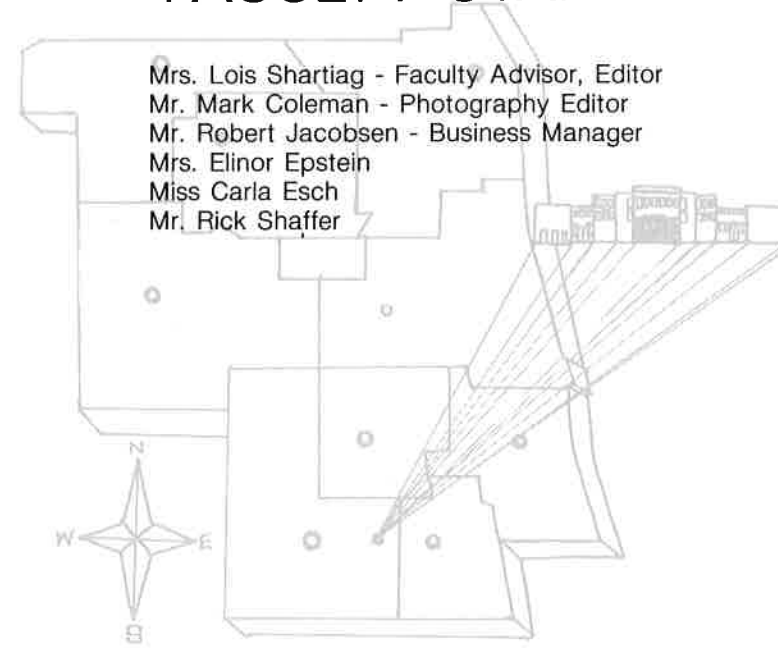 Mrs. Lois Shartiag - Faculty Advisor, Editor
Mr. Mark Coleman - Photography Editor
Mr. Robert Jacobsen - Business Manager
Mrs. Elinor Epstein
Miss Carla Esch
Mr. Rick Shaffer
N
W E
S